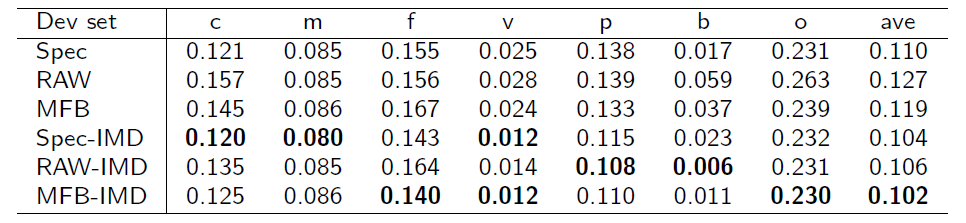 Dev set c m f v p b o ave
Spec 0.121 0.085 0.155 0.025 0.138 0.017 0.231 0.110
RAW 0.157 0.085 0.156 0.028 0.139 0.059 0.263 0.127
MFB 0.145 0.086 0.167 0.024 0.133 0.037 0.239 0.119
Spec-IMD 0.120 0.080 0.143 0.012 0.115 0.023 0.232 0.104
RAW-IMD 0.135 0.085 0.164 0.014 0.108 0.006 0.231 0.106
MFB-IMD 0.125 0.086 0.140 0.012 0.110 0.011 0.230 0.102